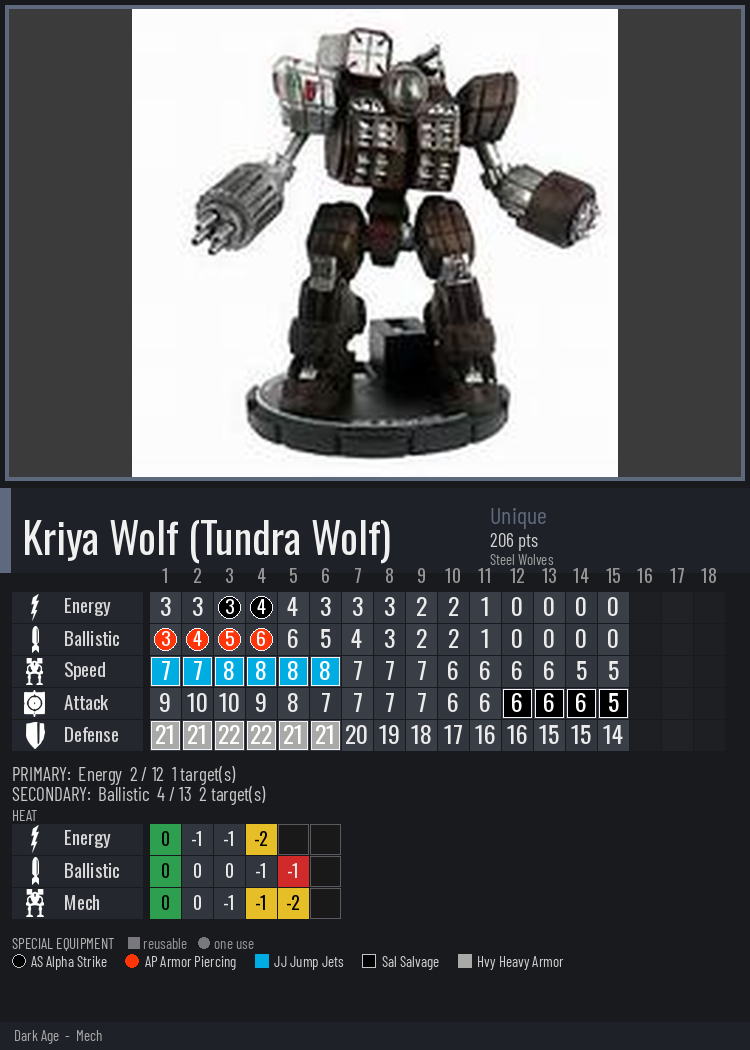 Kriya Wolf (Tundra Wolf)
Unique
206 pts
Steel Wolves
1 2 3 4 5 6 7 8 9 10 11 12 13 14 15 16 17 18
Energy 3 3 3 4 4 3 3 3 2 2 1 0 0 0 0
Ballistic 3 4 5 6 6 5 4 3 2 2 1 0 0 0 0
Speed 7 7 8 8 8 8 7 7 7 6 6 6 6 5 5
Attack 9 10 10 9 8 7 7 7 7 6 6 6 6 6 5
Defense 21 21 22 22 21 21 20 19 18 17 16 16 15 15 14
PRIMARY: Energy 2 / 12 1 target(s)
SECONDARY: Ballistic 4 / 13 2 target(s)
HEAT
Energy 0 -1 -1 -2
Ballistic 0 0 0 -1 -1
Mech 0 0 -1 -1 -2
SPECIAL EQUIPMENT reusable one use
AS Alpha Strike AP Armor Piercing JJ Jump Jets Sal Salvage Hvy Heavy Armor
Dark Age - Mech